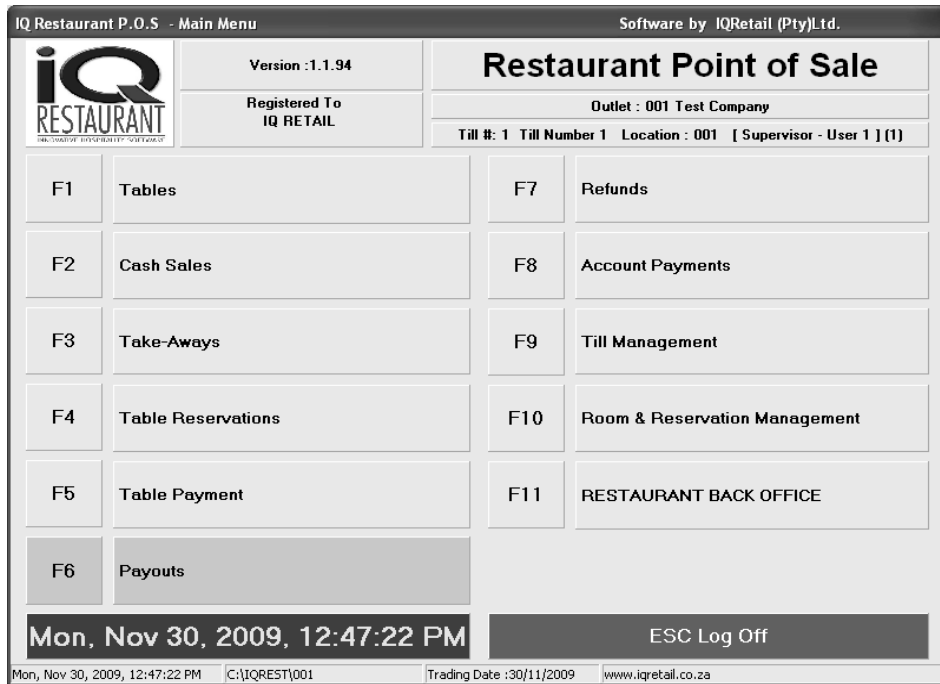 IQ Restaurant P.O.S - Main Menu Software by IQRetail (Pty)Ltd.
iQ
RESTAURANT
INNOVATIVE HOSPITALITY SOFTWARE
Version :1.1.94
Registered To
IQ RETAIL
Restaurant Point of Sale
Outlet : 001 Test Company
Till #: 1 Till Number 1 Location : 001 [ Supervisor - User 1 ] (1)
F1 Tables
F2 Cash Sales
F3 Take-Aways
F4 Table Reservations
F5 Table Payment
F6 Payouts
F7 Refunds
F8 Account Payments
F9 Till Management
F10 Room & Reservation Management
F11 RESTAURANT BACK OFFICE
Mon, Nov 30, 2009, 12:47:22 PM
ESC Log Off
Mon, Nov 30, 2009, 12:47:22 PM C:\IQREST\001 Trading Date :30/11/2009 www.iqretail.co.za